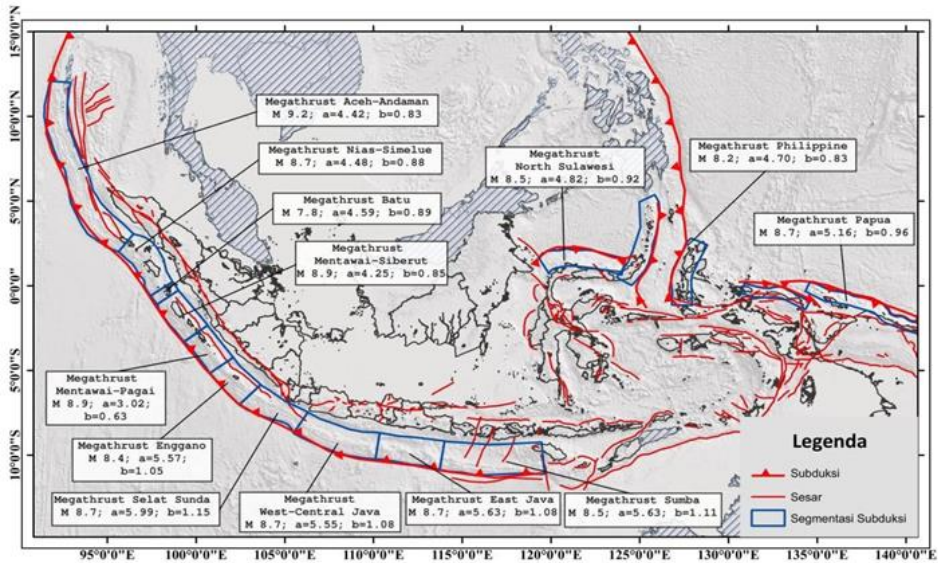 15°0'0"N
10°0'0"N
5°0'0"N
0°0'0"
5°0'0"S
10°0'0"S
Megathrust Aceh-Andaman
M 9.2; a=4.42; b=0.83
Megathrust Nias-Simelue
M 8.7; a=4.48; b=0.88
Megathrust Batu
M 7.8; a=4.59; b=0.89
Megathrust
Mentawai-Siberut
M 8.9; a=4.25; b=0.85
Megathrust
North Sulawesi
M 8.5; a=4.82; b=0.92
Megathrust Philippine
M 8.2; a=4.70; b=0.83
Megathrust Papua
M 8.7; a=5.16; b=0.96
Megathrust
Mentawai-Pagai
M 8.9; a=3.02;
b=0.63
Megathrust Enggano
M 8.4; a=5.57;
b=1.05
Megathrust Selat Sunda
M 8.7; a=5.99; b=1.15
Megathrust
West-Central Java
M 8.7; a=5.55; b=1.08
Megathrust East Java
M 8.7; a=5.63; b=1.08
Megathrust Sumba
M 8.5; a=5.63; b=1.11
Legenda
Subduksi
Sesar
Segmentasi Subduksi
95°0'0"E 100°0'0"E 105°0'0"E 110°0'0"E 115°0'0"E 120°0'0"E 125°0'0"E 130°0'0"E 135°0'0"E 140°0'0"E